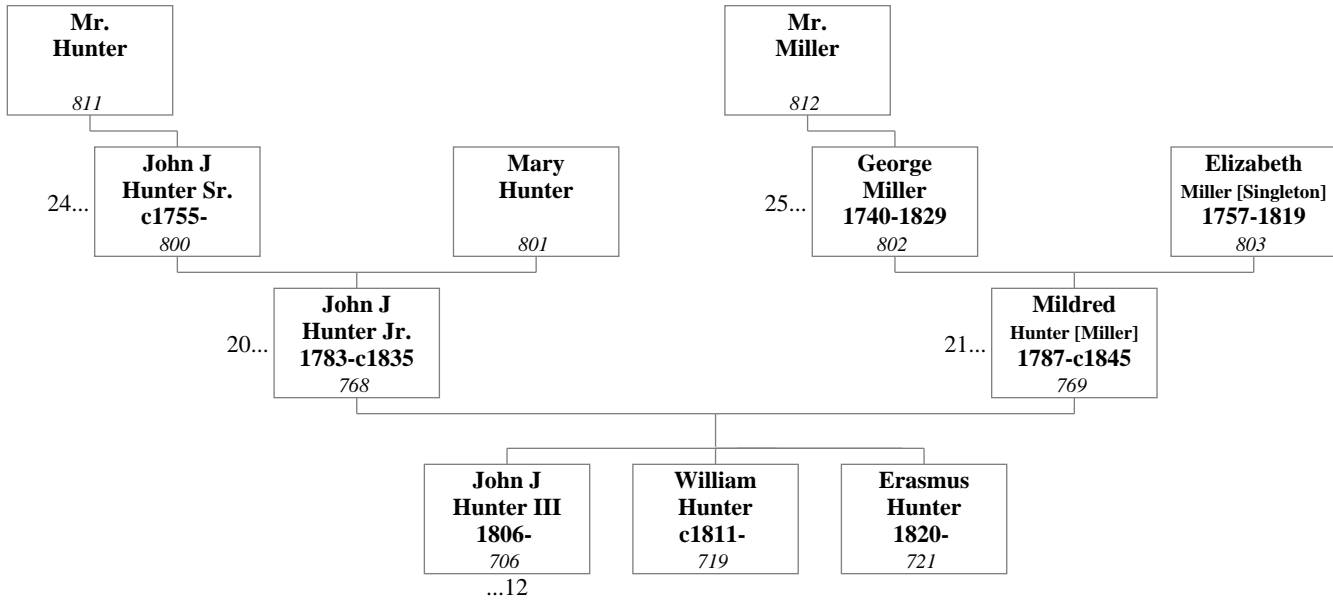 Mr.
Hunter
811
Mr.
Miller
812
24...
John J
Hunter Sr.
c1755-
800
Mary
Hunter
801
25...
George
Miller
1740-1829
802
Elizabeth
Miller [Singleton]
1757-1819
803
20...
John J
Hunter Jr.
1783-c1835
768
21...
Mildred
Hunter [Miller]
1787-c1845
769
John J
Hunter III
1806-
706
...12
William
Hunter
c1811-
719
Erasmus
Hunter
1820-
721